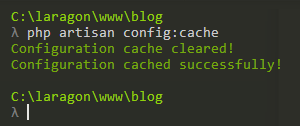 C:\laragon\www\blog
λ php artisan config:cache
Configuration cache cleared!
Configuration cached successfully!
C:\laragon\www\blog
λ